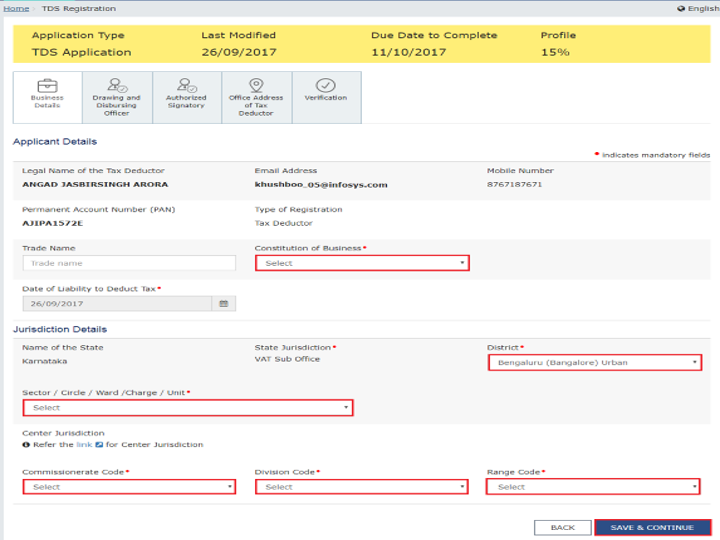 Home > TDS Registration English
Application Type Last Modified Due Date to Complete Profile
TDS Application 26/09/2017 11/10/2017 15%
Business Details
Drawing and Disbursing Officer
Authorized Signatory
Office Address of Tax Deductor
Verification
Applicant Details
• indicates mandatory fields
Legal Name of the Tax Deductor Email Address Mobile Number
ANGAD JASBIRSINGH ARORA khushboo_05@infosys.com 8767187671
Permanent Account Number (PAN) Type of Registration
AJIPA1572E Tax Deductor
Trade Name Constitution of Business•
Trade name Select
Date of Liability to Deduct Tax•
26/09/2017
Jurisdiction Details
Name of the State State Jurisdiction• District•
Karnataka VAT Sub Office Bengaluru (Bangalore) Urban
Sector / Circle / Ward /Charge / Unit•
Select
Center Jurisdiction
Refer the link for Center Jurisdiction
Commissionerate Code• Division Code• Range Code•
Select Select Select
BACK SAVE & CONTINUE